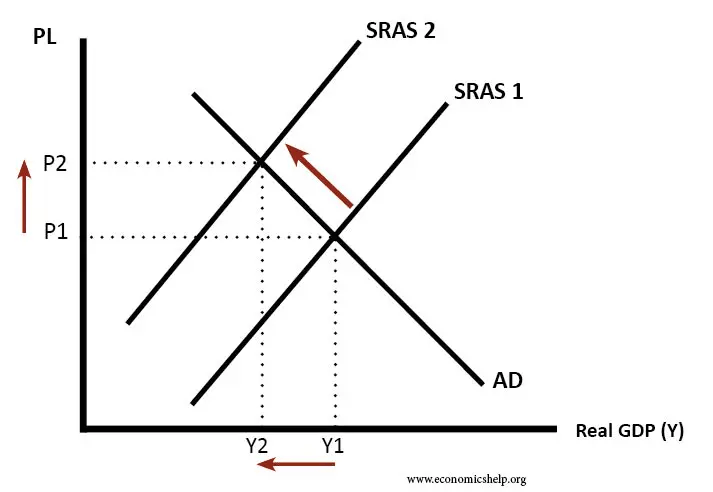 PL
SRAS 2
SRAS 1
P2
P1
AD
Y2
Y1
Real GDP (Y)
www.economicshelp.org